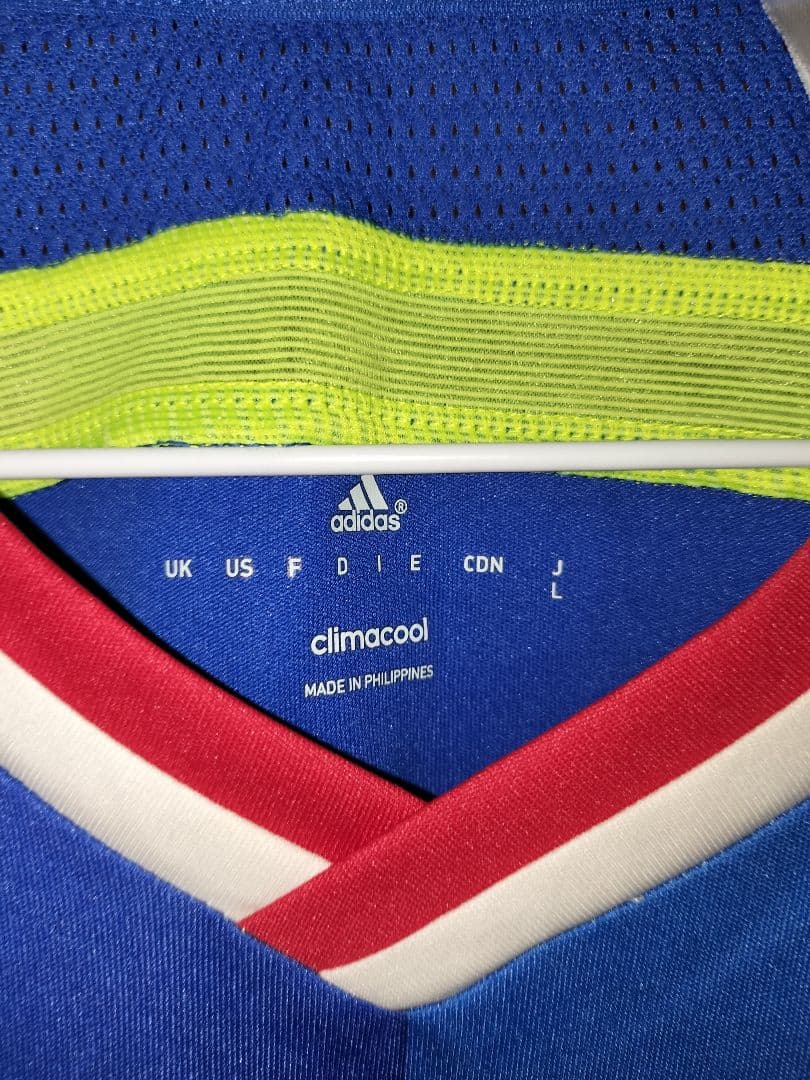 adidas®
UK US F D I E CDN J
L
climacool
MADE IN PHILIPPINES